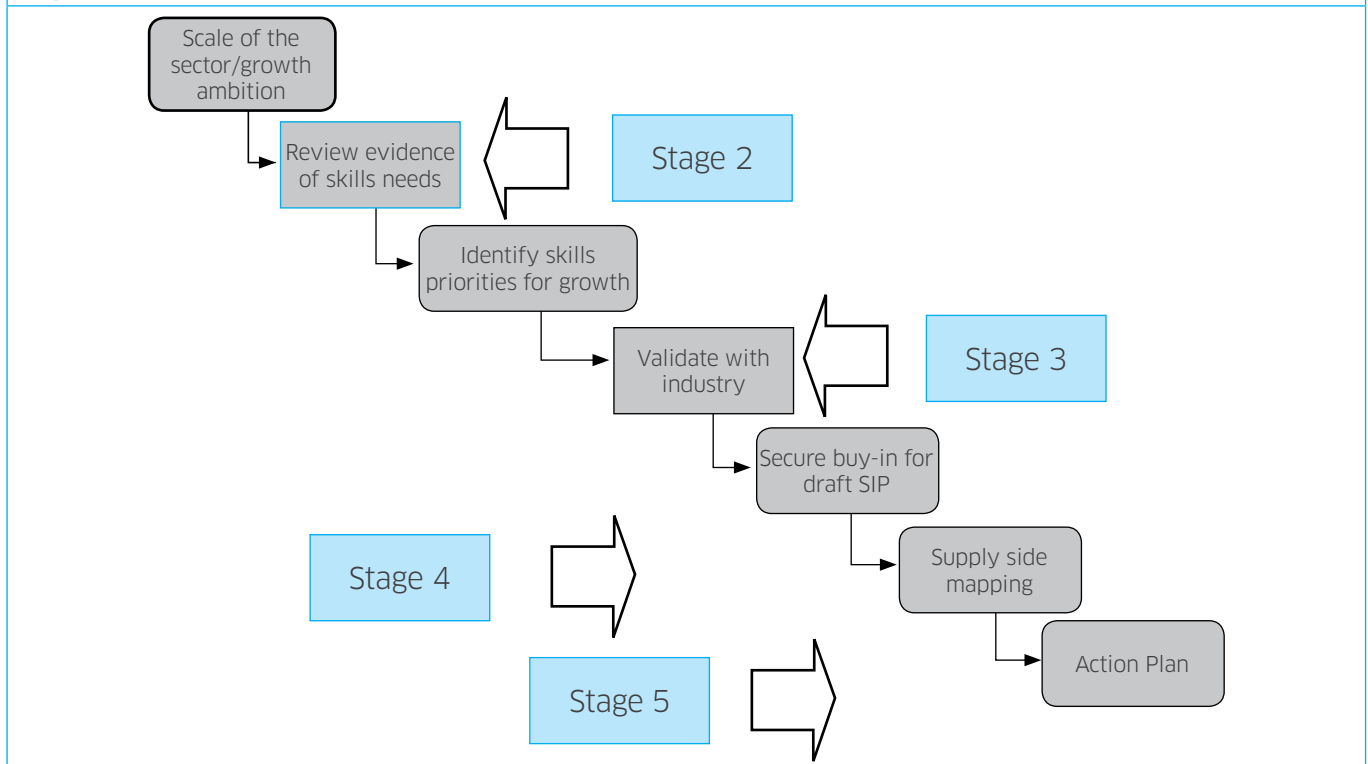 Scale of the
sector/growth
ambition
Review evidence
of skills needs
Stage 2
Identify skills
priorities for growth
Validate with
industry
Stage 3
Secure buy-in for
draft SIP
Stage 4
Supply side
mapping
Action Plan
Stage 5